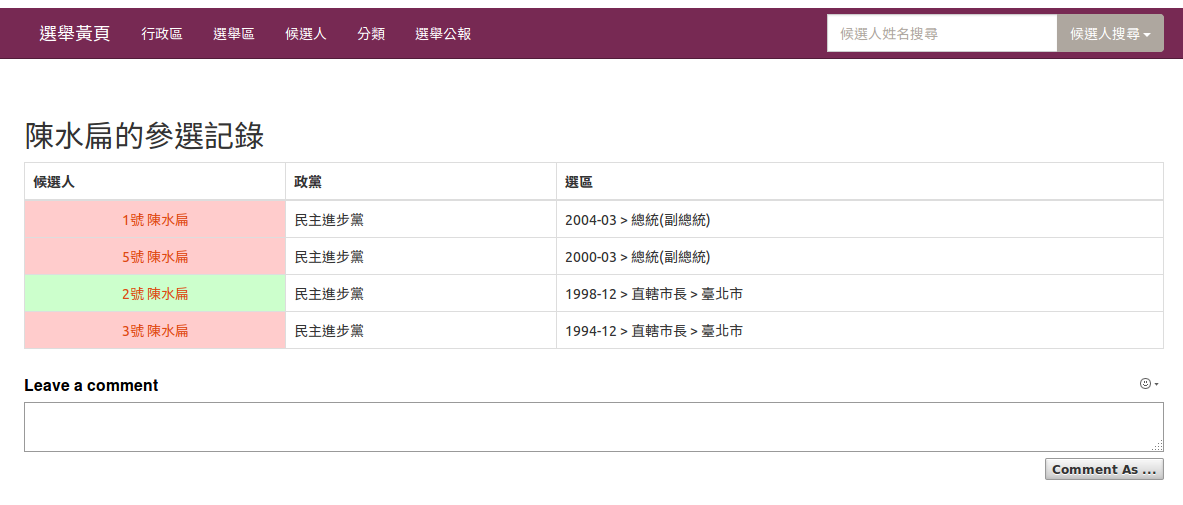 選舉黃頁 行政區 選舉區 候選人 分類 選舉公報 候選人姓名搜尋 候選人搜尋
陳水扁的參選記錄
候選人 政黨 選區
1號 陳水扁 民主進步黨 2004-03 > 總統(副總統)
5號 陳水扁 民主進步黨 2000-03 > 總統(副總統)
2號 陳水扁 民主進步黨 1998-12 > 直轄市長 > 臺北市
3號 陳水扁 民主進步黨 1994-12 > 直轄市長 > 臺北市
Leave a comment
Comment As ...